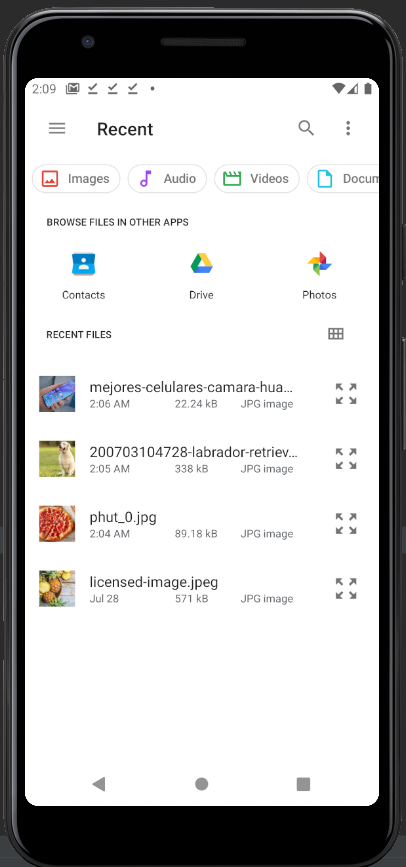 2:09
Recent
Images Audio Videos Docum
BROWSE FILES IN OTHER APPS
Contacts Drive Photos
RECENT FILES
mejores-celulares-camara-hua...
2:06 AM 22.24 kB JPG image
200703104728-labrador-retriev...
2:05 AM 338 kB JPG image
phut_0.jpg
2:04 AM 89.18 kB JPG image
licensed-image.jpeg
Jul 28 571 kB JPG image